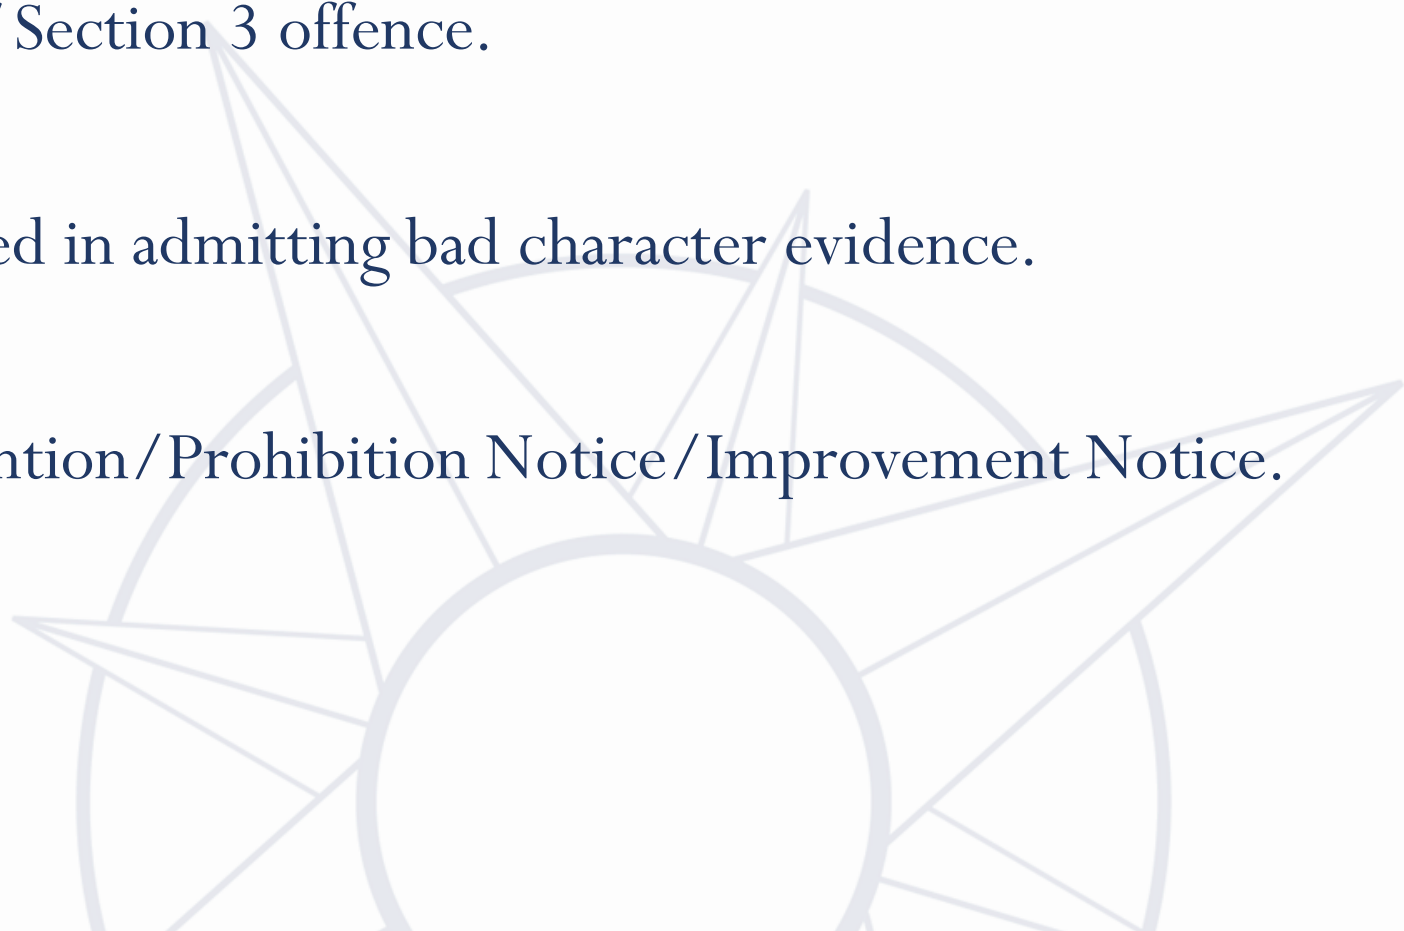 Section 3 offence.
ed in admitting bad character evidence.
ntion/Prohibition Notice/Improvement Notice.